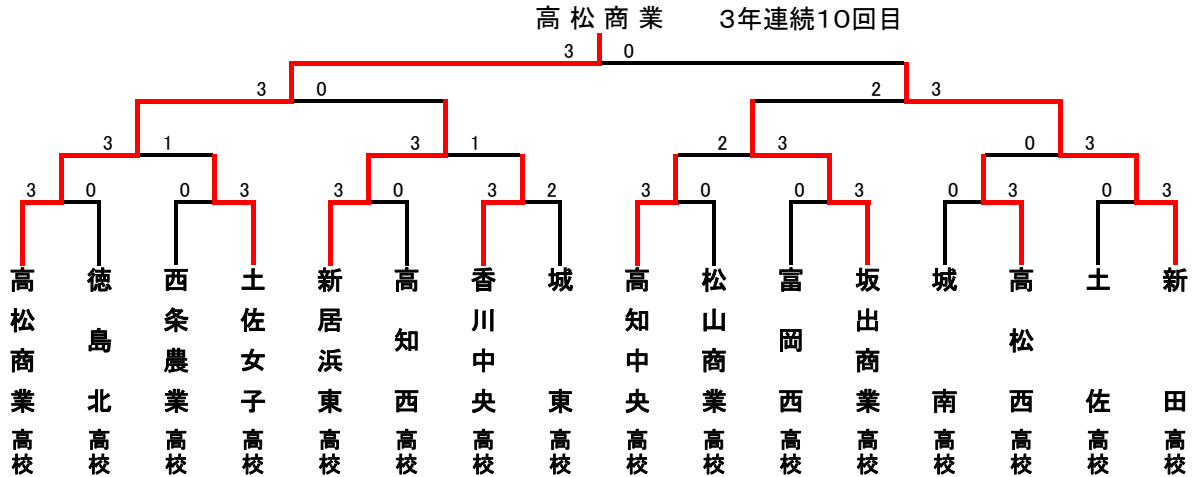 高松商業 3年連続10回目
3 0
3 0 2 3
3 1 3 1 2 3 0 3
3 0 0 3 3 0 3 2 3 0 0 3 0 3 0 3
高松商業高校
徳島北高校
西条農業高校
土佐女子高校
新居浜東高校
高知西高校
香川中央高校
城東高校
高知中央高校
松山商業高校
富岡西高校
坂出商業高校
城南高校
高松西高校
土佐高校
新田高校